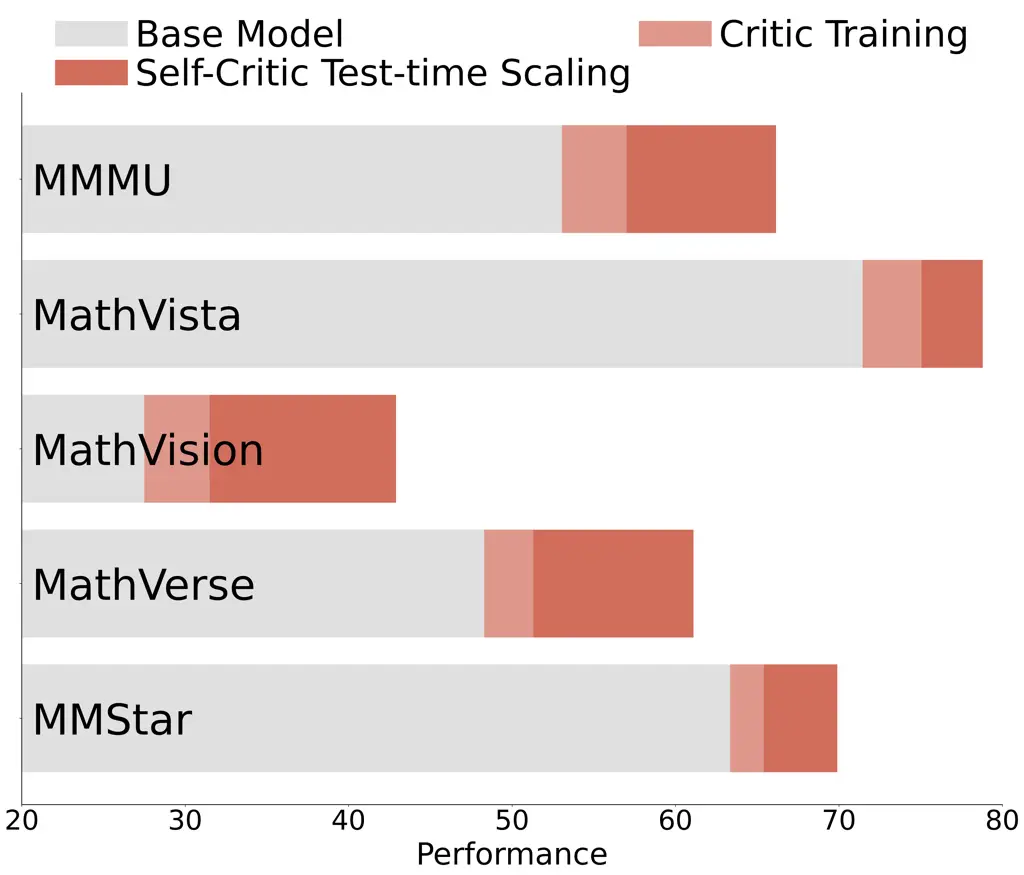 Base Model
Critic Training
Self-Critic Test-time Scaling
MMMU
MathVista
MathVision
MathVerse
MMStar
20 30 40 50 60 70 80
Performance